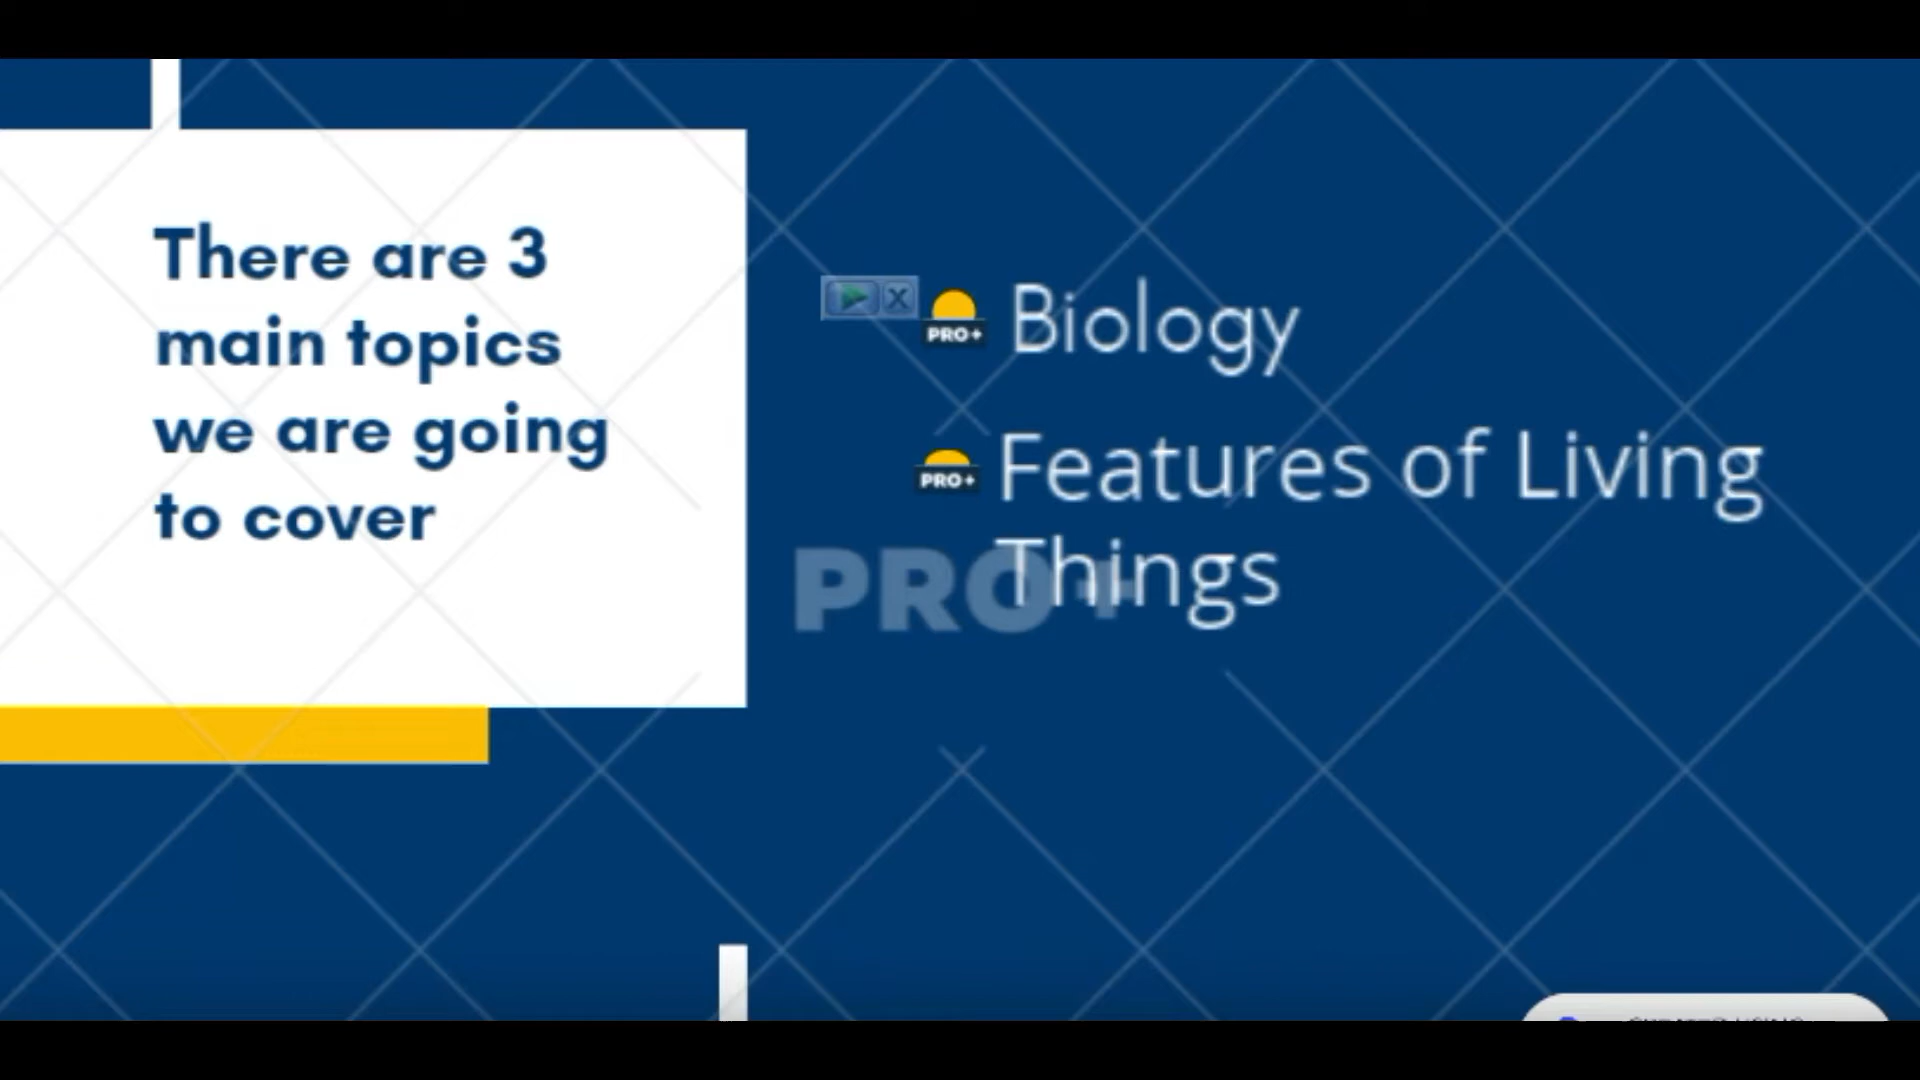 There are 3
main topics
we are going
to cover
PRO+ Biology
PRO+ Features of Living
Things
PRO+